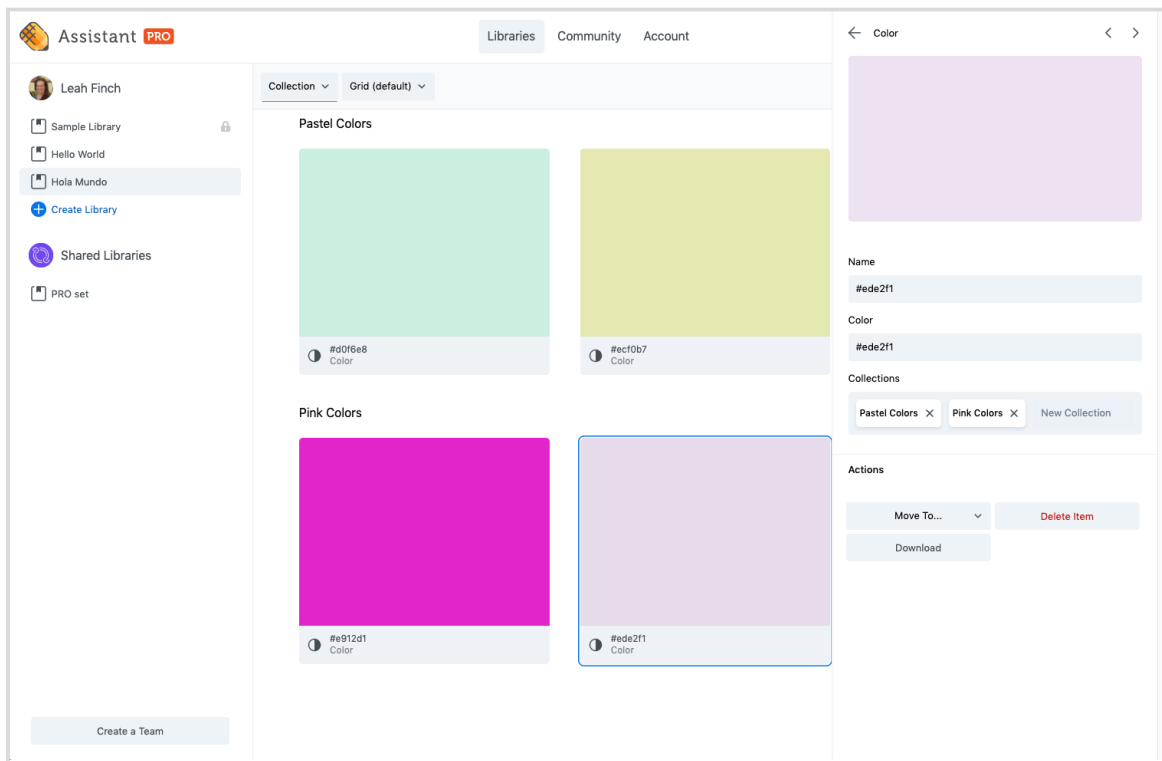 Assistant PRO
Libraries Community Account
Leah Finch
Sample Library
Hello World
Hola Mundo
Create Library
Shared Libraries
PRO set
Create a Team
Collection Grid (default)
Pastel Colors
#d0f6e8
Color
#ecf0b7
Color
Pink Colors
#e912d1
Color
#ede2f1
Color
Color
Name
#ede2f1
Color
#ede2f1
Collections
Pastel Colors Pink Colors New Collection
Actions
Move To... Delete Item
Download